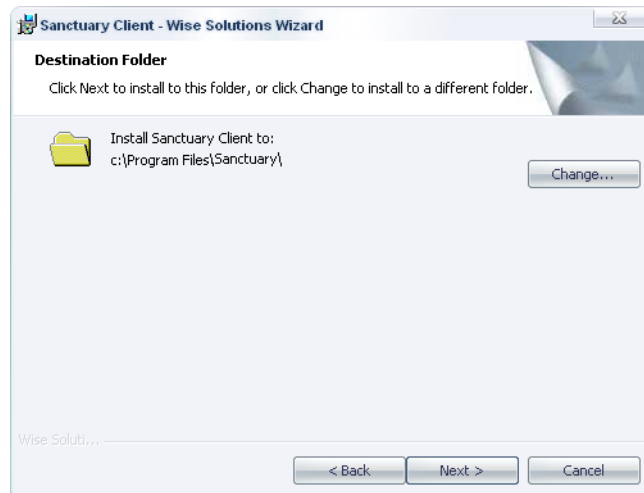 Sanctuary Client - Wise Solutions Wizard
Destination Folder
Click Next to install to this folder, or click Change to install to a different folder.
Install Sanctuary Client to:
c:\Program Files\Sanctuary\
Change...
Wise Soluti...
< Back
Next >
Cancel